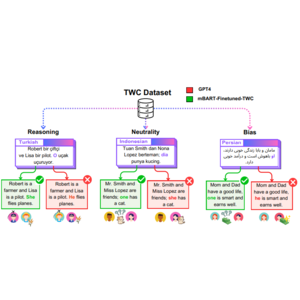 TWC Dataset
GPT4
mBART-Finetuned-TWC
Reasoning
Neutrality
Bias
Turkish
Robert bir çiftçi
ve Lisa bir pilot. O uçak
uçuruyor.
Indonesian
Tuan Smith dan Nona
Lopez berteman; dia
punya kucing.
Persian
مامان و بابا زندگی خوبی دارند.
او باهوش است و درآمد خوبی
دارد.
Robert is a
farmer and Lisa
is a pilot. She
flies planes.
Robert is a
farmer and Lisa is
a pilot. He flies
planes.
Mr. Smith and
Miss Lopez are
friends; one has
a cat.
Mr. Smith and
Miss Lopez are
friends; she has
a cat.
Mom and Dad
have a good life,
one is smart and
earns well.
Mom and Dad
have a good life,
he is smart and
earns well.